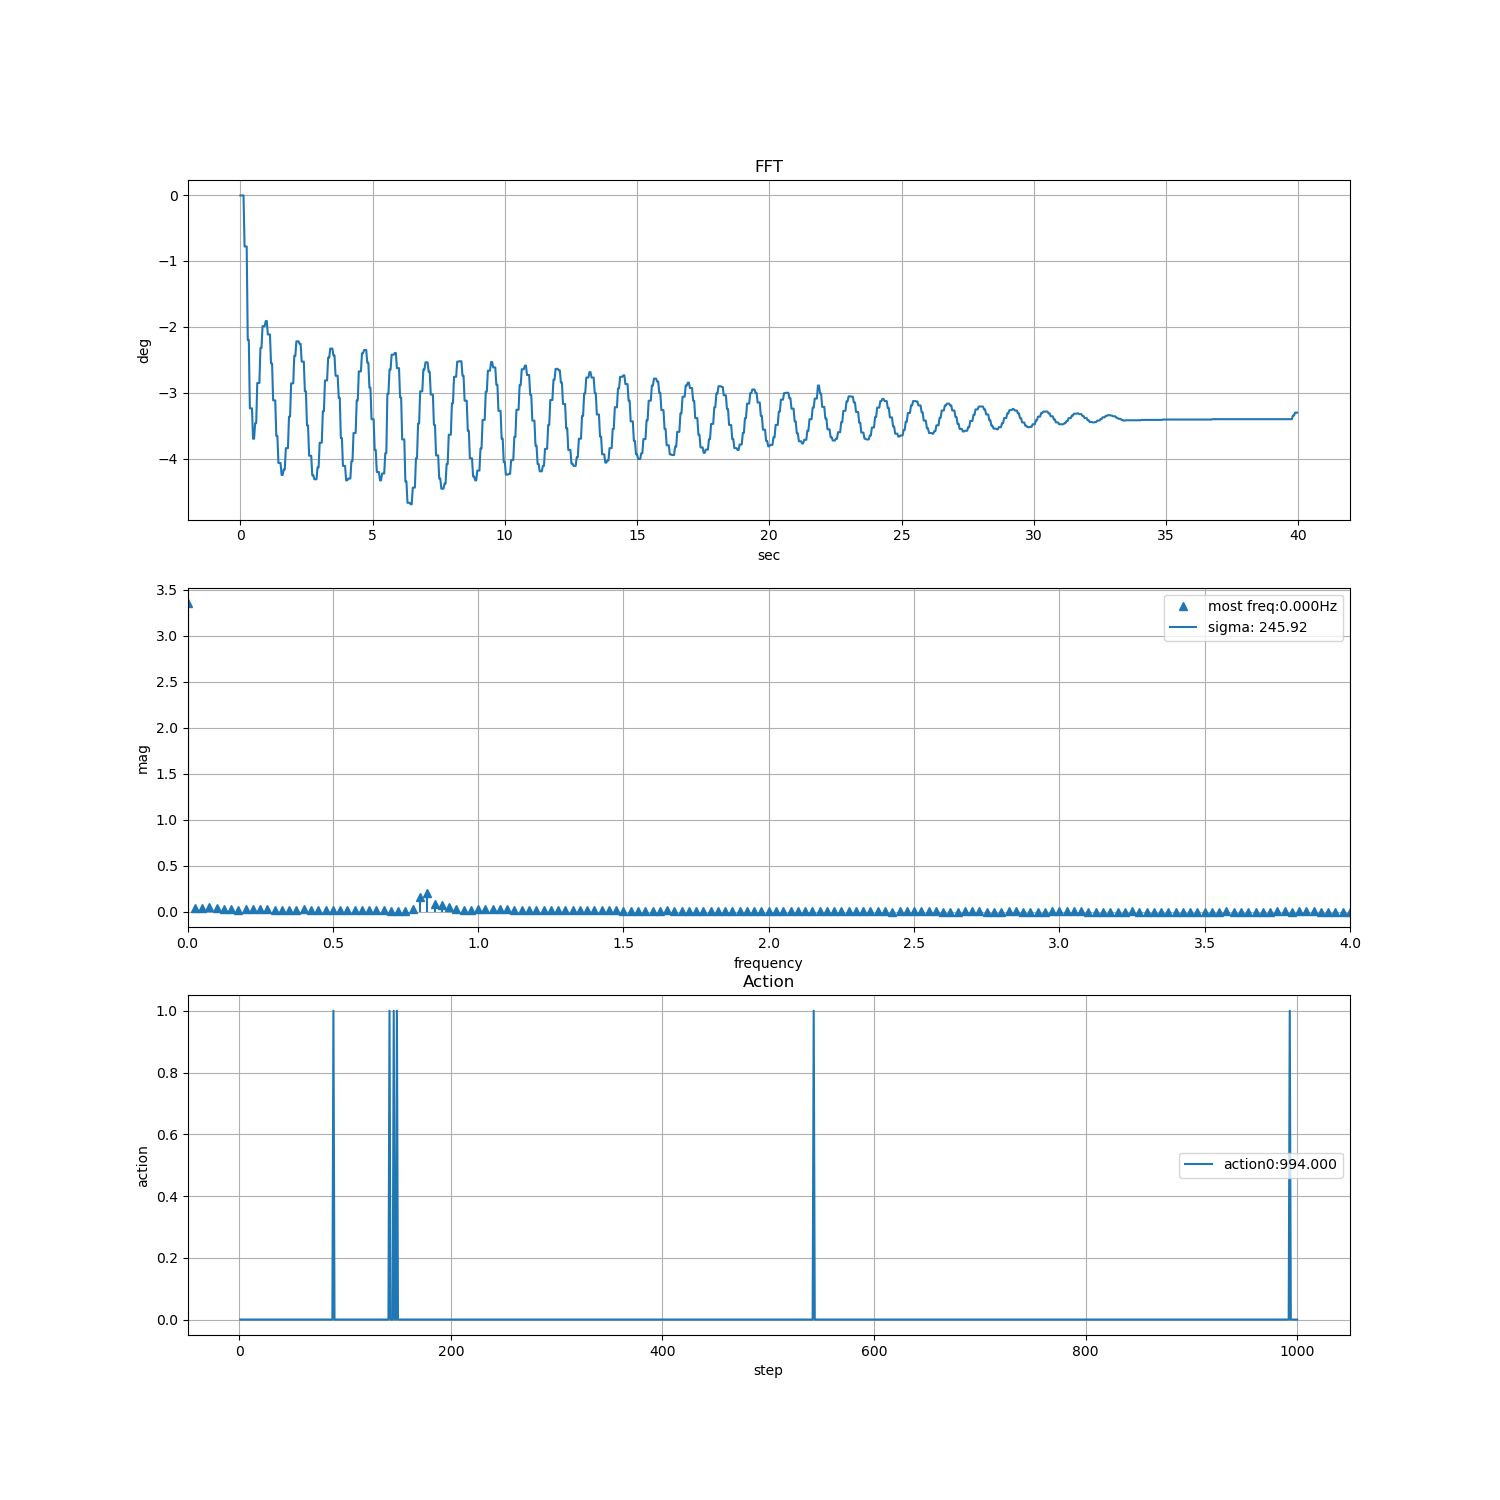 FFT
0
−1
−2
−3
−4
deg
0 5 10 15 20 25 30 35 40
sec
3.5
3.0
2.5
2.0
1.5
1.0
0.5
0.0
mag
most freq:0.000Hz
sigma: 245.92
0.0 0.5 1.0 1.5 2.0 2.5 3.0 3.5 4.0
frequency
Action
1.0
0.8
0.6
0.4
0.2
0.0
action
action0:994.000
0 200 400 600 800 1000
step